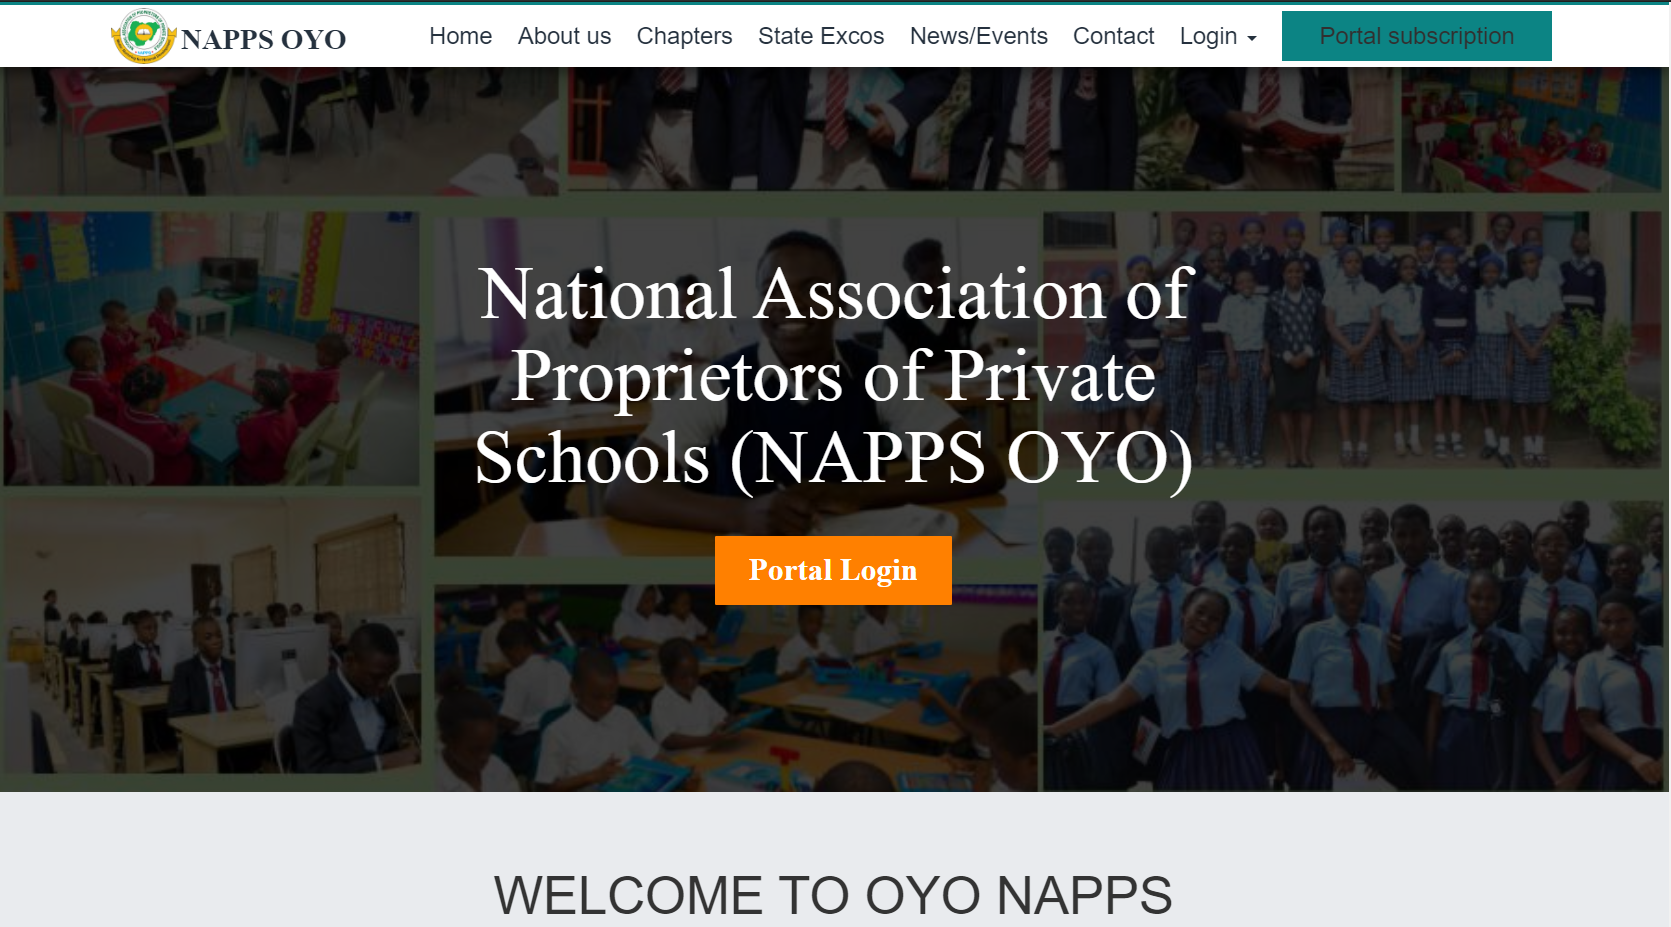 NAPPS OYO
Home About us Chapters State Excos News/Events Contact Login Portal subscription
National Association of
Proprietors of Private
Schools (NAPPS OYO)
Portal Login
WELCOME TO OYO NAPPS